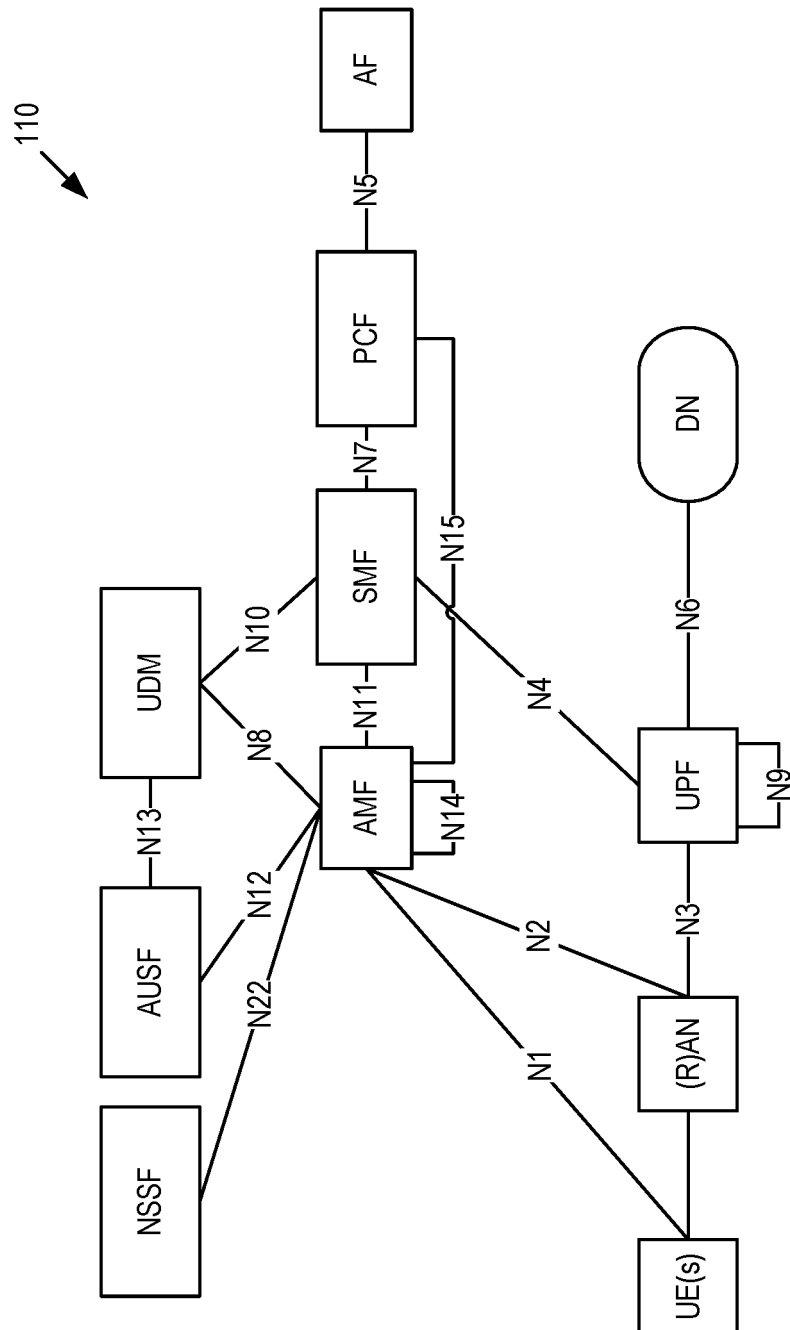 110
NSSF
AUSF
N13
UDM
N22
N12
N8
N10
AMF
N11
SMF
N7
PCF
N5
AF
N14
N15
N1
N2
N4
UE(s)
(R)AN
N3
UPF
N6
DN
N9